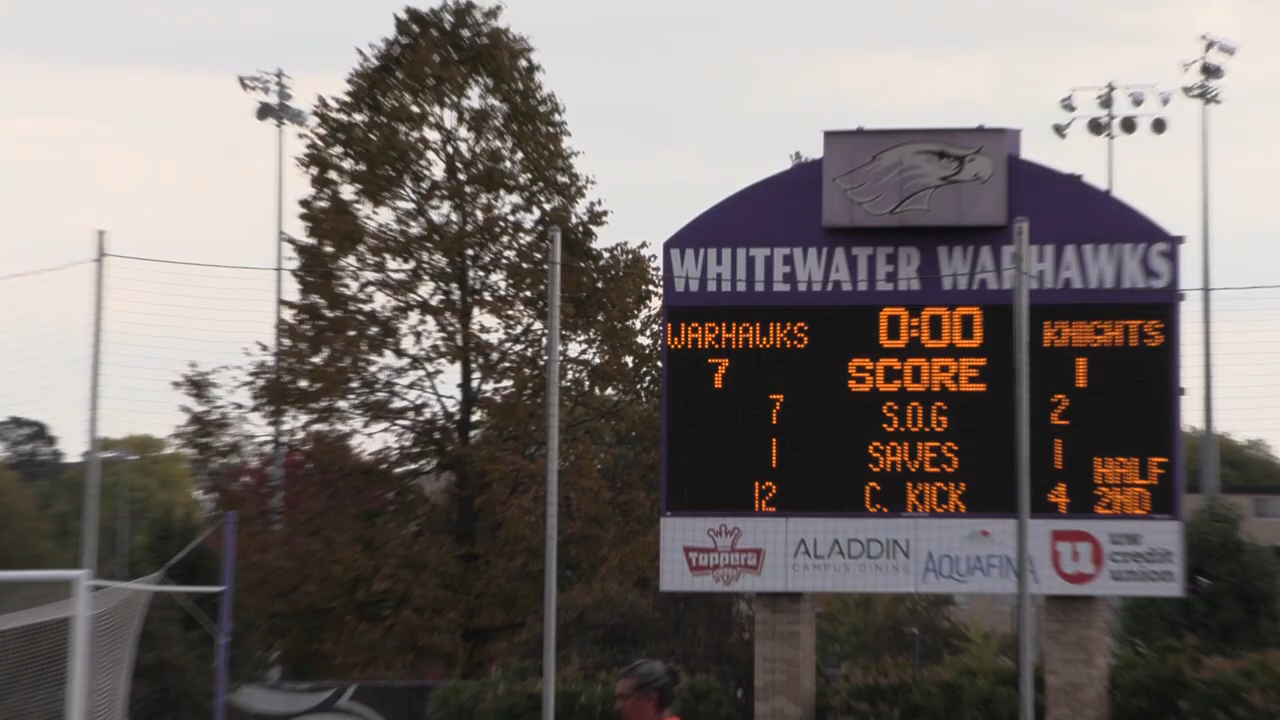 WHITEWATER WARHAWKS
WARHAWKS 0:00 KNIGHTS
7 SCORE 1
7 S.O.G 2
1 SAVES 1
HALF
12 C. KICK 4 2ND
Toppers
ALADDIN
CAMPUS DINING
AQUAFINA
u
uw
credit
union